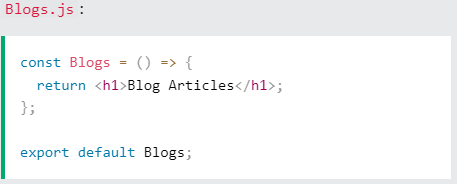 Blogs.js:
const Blogs = () => {
  return <h1>Blog Articles</h1>;
};
export default Blogs;